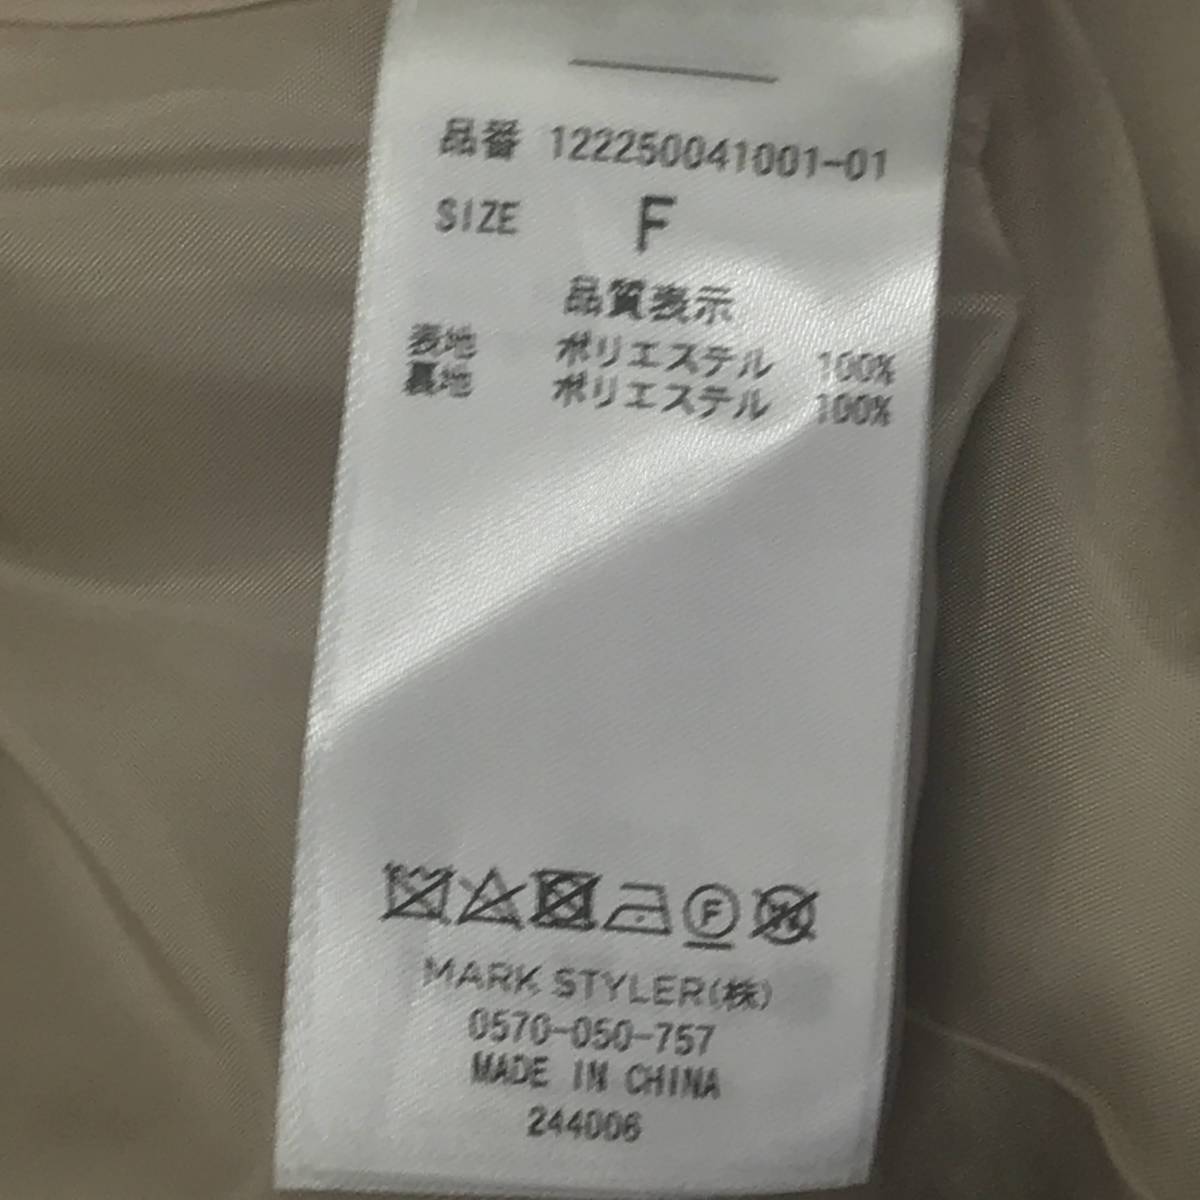 品番 122250041001-01
SIZE F
品質表示
表地 ポリエステル 100%
裏地 ポリエステル 100%
F
MARK STYLER(株)
0570-050-757
MADE IN CHINA
244006